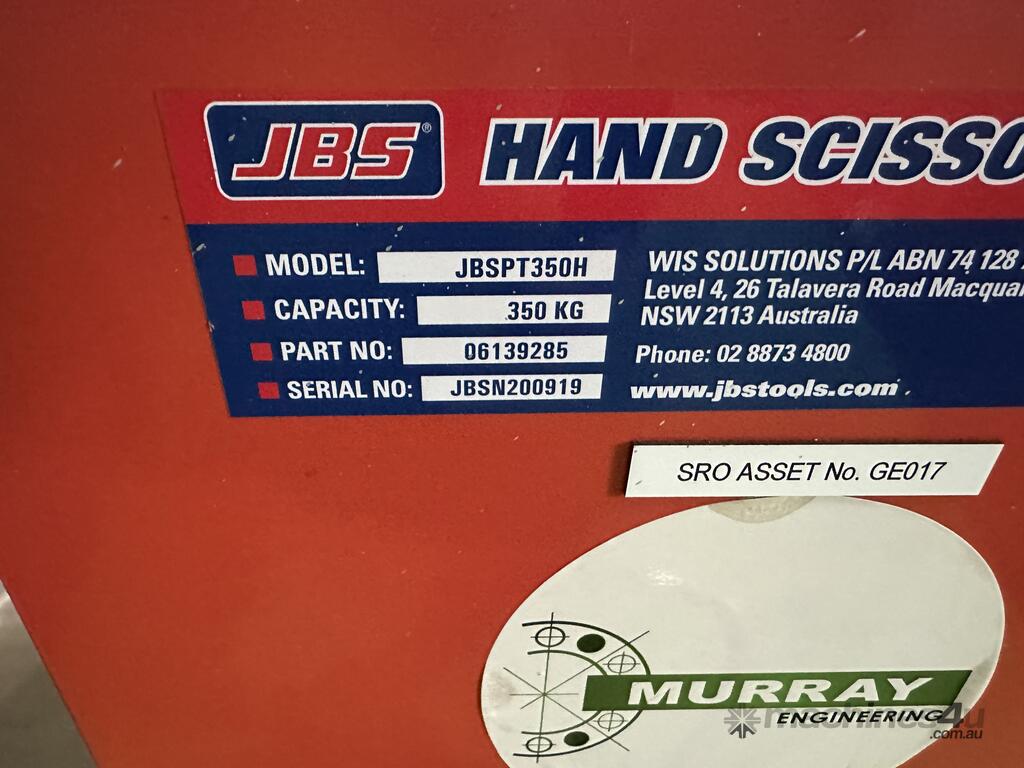 JBS®
HAND SCISSO
MODEL: JBSPT350H
CAPACITY: 350 KG
PART NO: 06139285
SERIAL NO: JBSN200919
WIS SOLUTIONS P/L ABN 74 128
Level 4, 26 Talavera Road Macquar
NSW 2113 Australia
Phone: 02 8873 4800
www.jbstools.com
SRO ASSET No. GE017
MURRAY
ENGINEERING
machines4u
.com.au